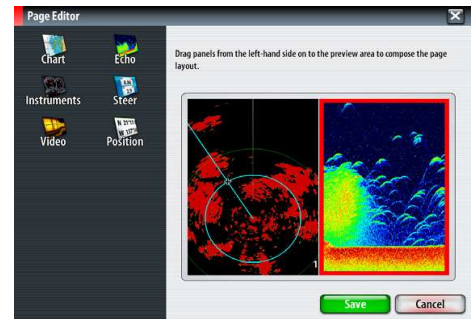 Page Editor
Chart
Echo
Instruments
Steer
Video
Position
Drag panels from the left-hand side on to the preview area to compose the page
layout.
1
Save
Cancel